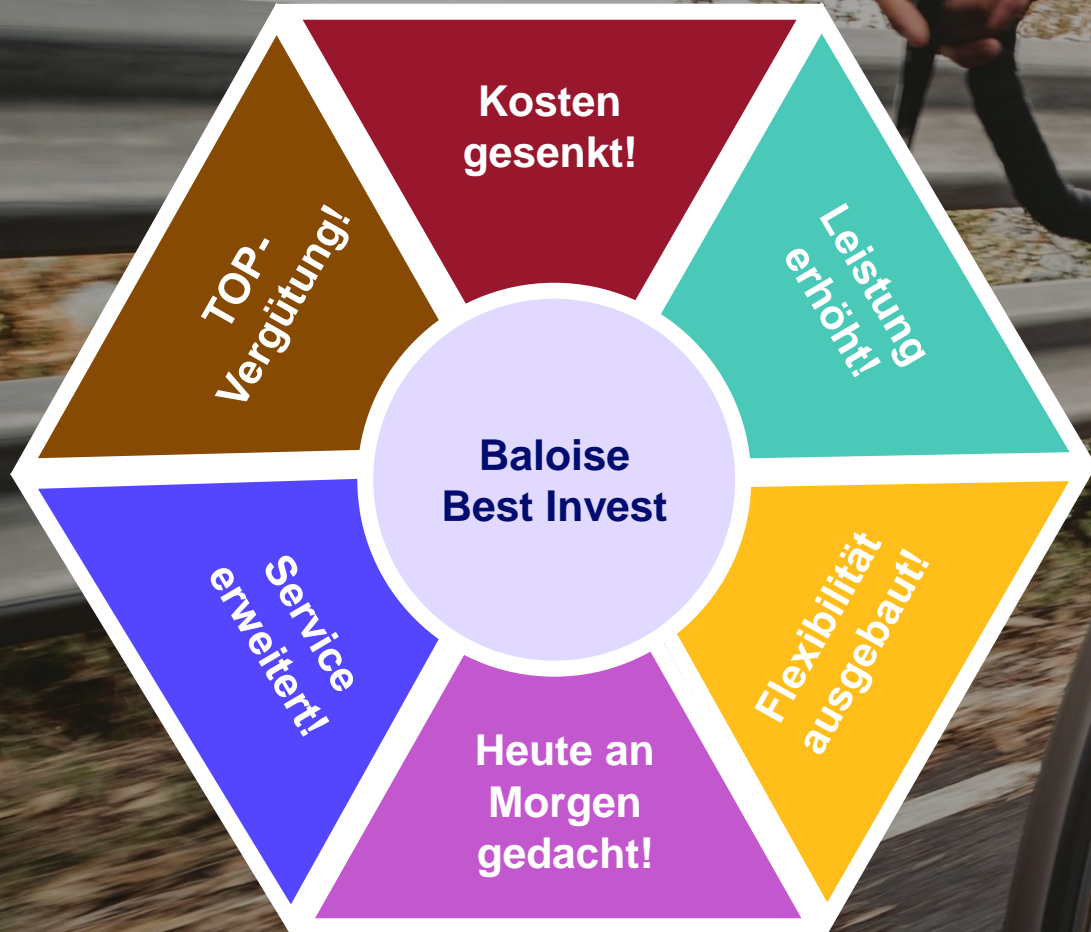 Kosten
gesenkt!
Leistung
erhöht!
Flexibilität
ausgebaut!
Heute an
Morgen
gedacht!
Service
erweitert!
TOP-
Vergütung!
Baloise
Best Invest